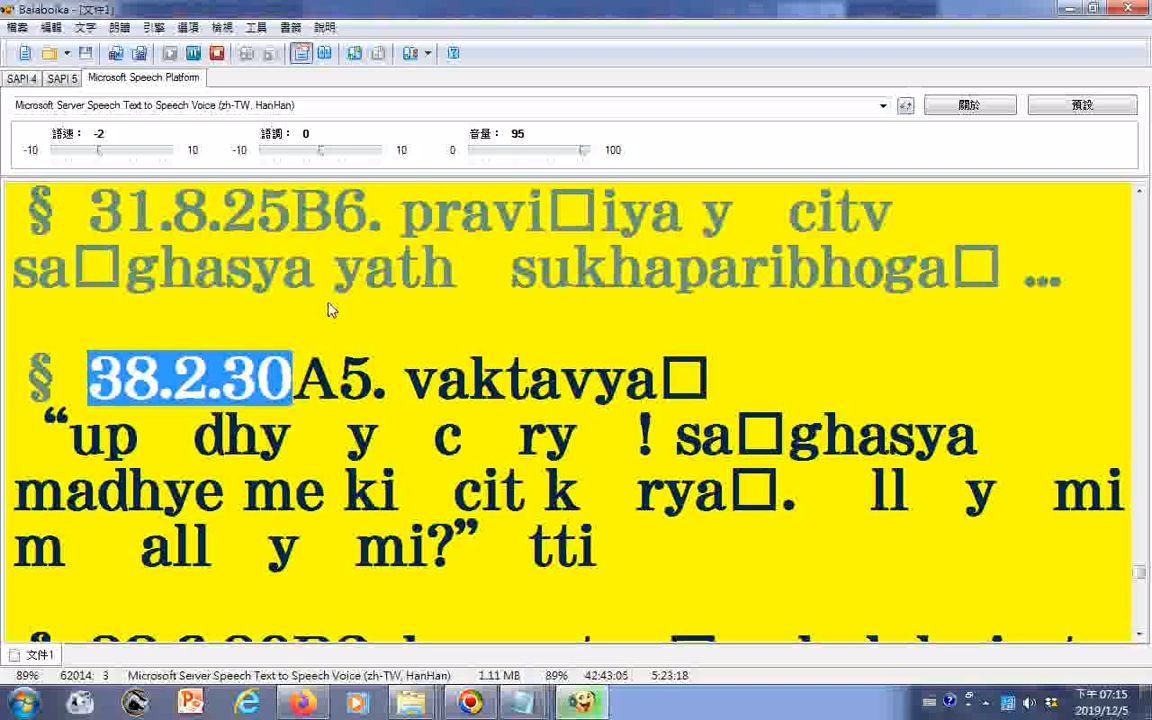 Balabolka - [文件1]
檔案 編輯 文字 朗讀 引擎 選項 檢視 工具 書籤 說明
SAPI 4 SAPI 5 Microsoft Speech Platform
Microsoft Server Speech Text to Speech Voice (zh-TW, HanHan) 關於 預設
語速： -2 語調： 0 音量： 95
-10 10 -10 10 0 100
§ 31.8.25B6. pravi□iya y citv
sa□ghasya yath sukhaparibhoga□ ...
§ 38.2.30A5. vaktavya□
“up dhy y c ry ! sa□ghasya
madhye me ki cit k rya□. ll y mi
m all y mi?” tti
文件1
89% 62014: 3 Microsoft Server Speech Text to Speech Voice (zh-TW, HanHan) 1.11 MB 89% 42:43:05 5:23:18
下午 07:15
2019/12/5